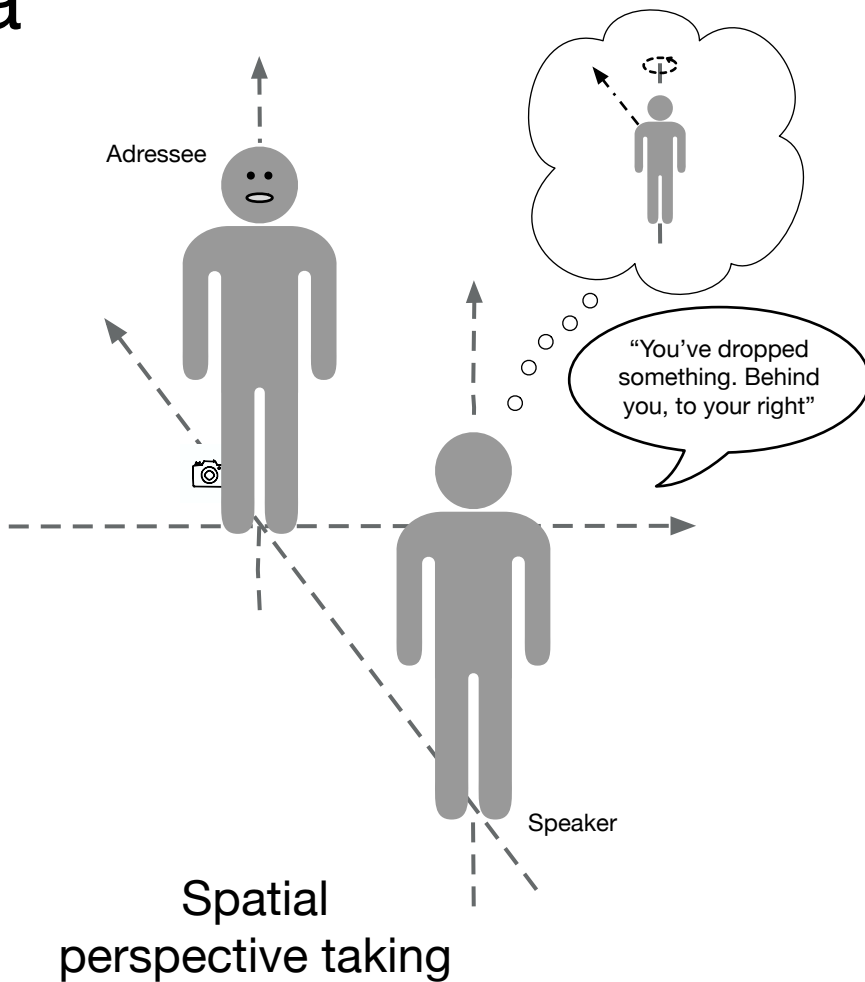 a
Adressee
“You’ve dropped
something. Behind
you, to your right”
Speaker
Spatial
perspective taking